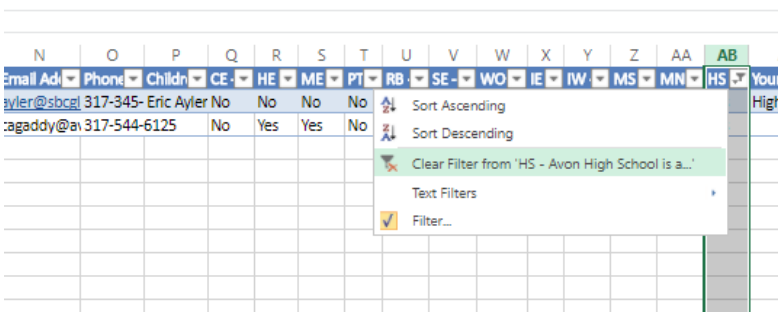 N O P Q R S T U V W X Y Z AA AB
Email Add Phone Childre CE - HE ME PT RB - SE - WO IE IW - MS MN HS Your
ayler@sbcgl 317-345- Eric Ayler No No No No High
cagaddy@av 317-544-6125 No Yes Yes No
Sort Ascending
Sort Descending
Clear Filter from 'HS - Avon High School is a...'
Text Filters
Filter...